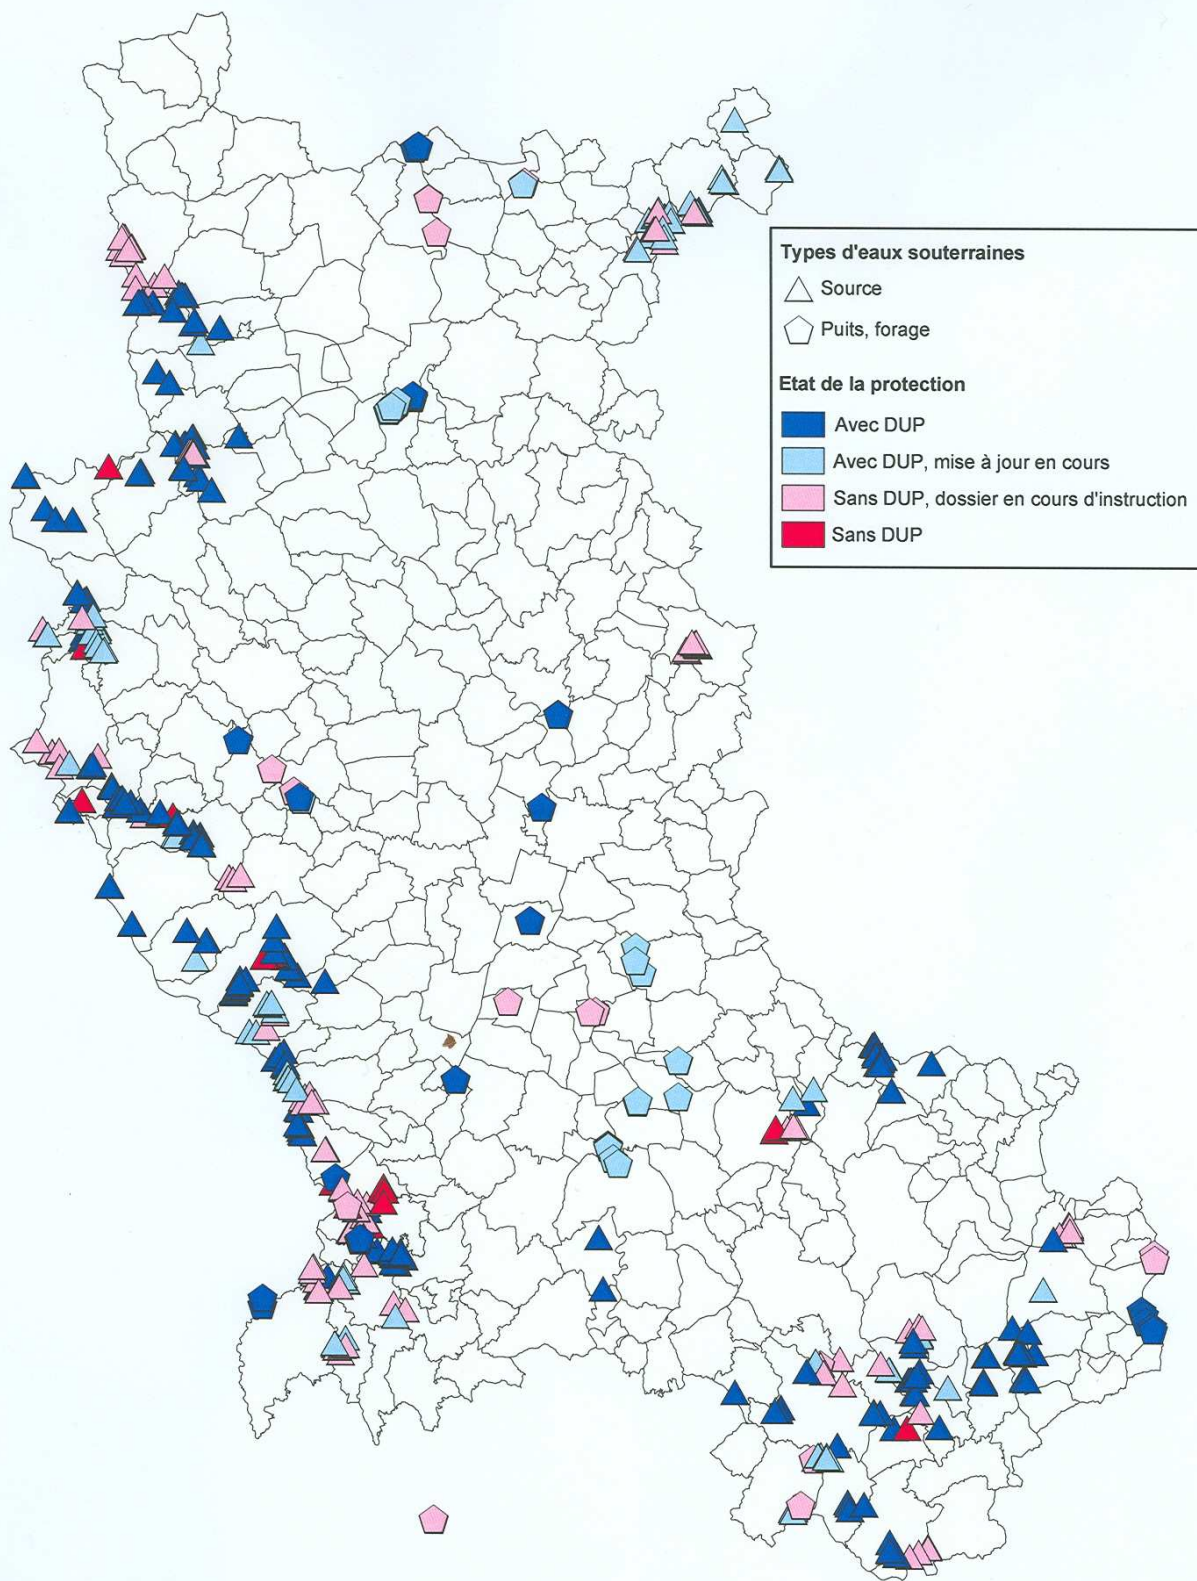 Types d'eaux souterraines
Source
Puits, forage
Etat de la protection
Avec DUP
Avec DUP, mise à jour en cours
Sans DUP, dossier en cours d'instruction
Sans DUP